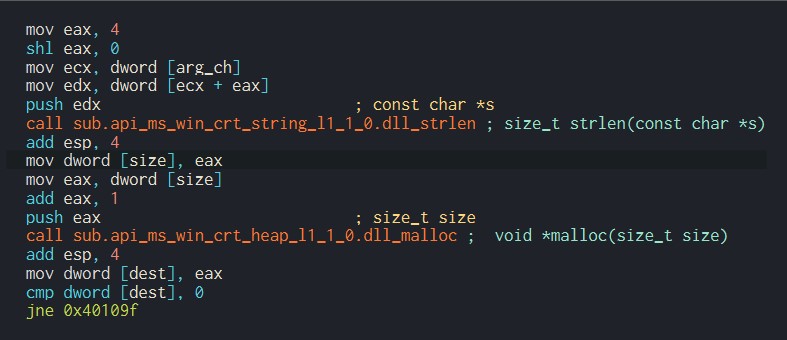 mov eax, 4
shl eax, 0
mov ecx, dword [arg_ch]
mov edx, dword [ecx + eax]
push edx ; const char *s
call sub.api_ms_win_crt_string_l1_1_0.dll_strlen ; size_t strlen(const char *s)
add esp, 4
mov dword [size], eax
mov eax, dword [size]
add eax, 1
push eax ; size_t size
call sub.api_ms_win_crt_heap_l1_1_0.dll_malloc ; void *malloc(size_t size)
add esp, 4
mov dword [dest], eax
cmp dword [dest], 0
jne 0x40109f